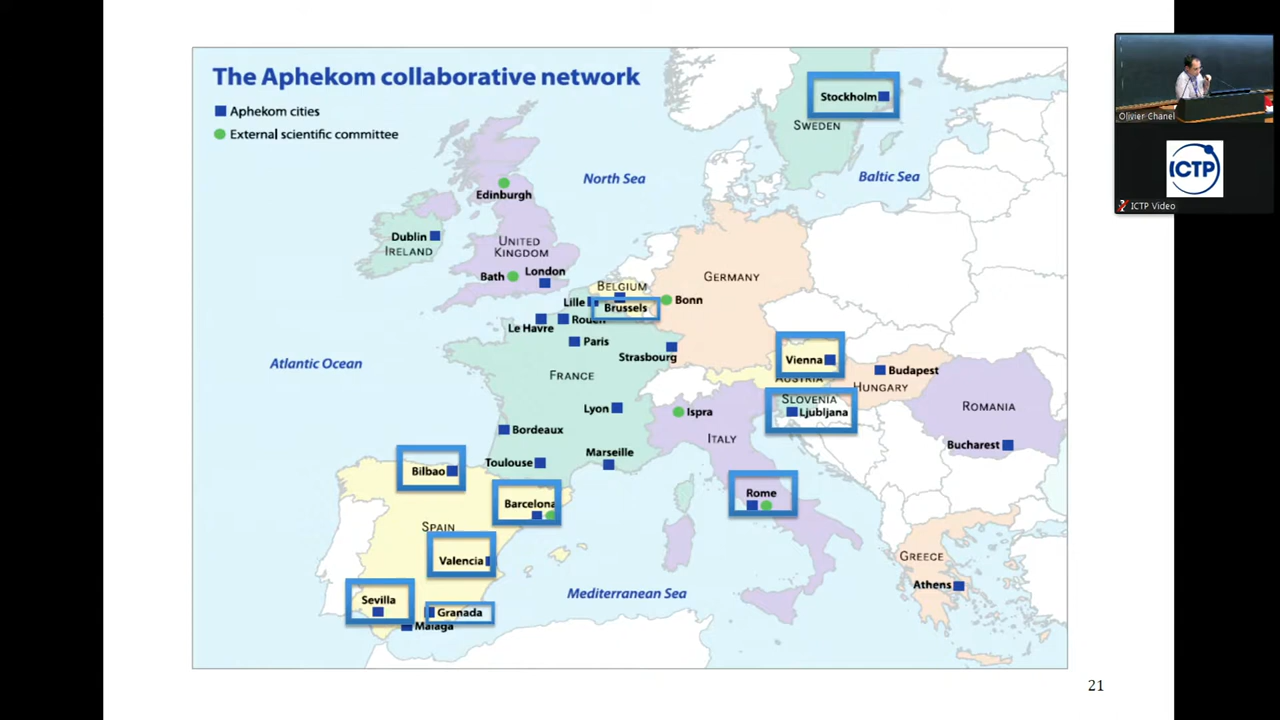 The Aphekom collaborative network
Aphekom cities
External scientific committee
Stockholm
SWEDEN
North Sea
Baltic Sea
Edinburgh
Dublin
IRELAND
UNITED
KINGDOM
Bath
London
BELGIUM
GERMANY
Lille
Brussels
Bonn
Le Havre
Rouen
Paris
Strasbourg
Vienna
AUSTRIA
Budapest
HUNGARY
Atlantic Ocean
FRANCE
SLOVENIA
Ljubljana
ROMANIA
Lyon
Ispra
Bordeaux
ITALY
Bucharest
Marseille
Toulouse
Bilbao
Rome
Barcelona
SPAIN
Valencia
GREECE
Athens
Mediterranean Sea
Sevilla
Granada
Malaga
21
Olivier Chanel
ICTP
ICTP Video